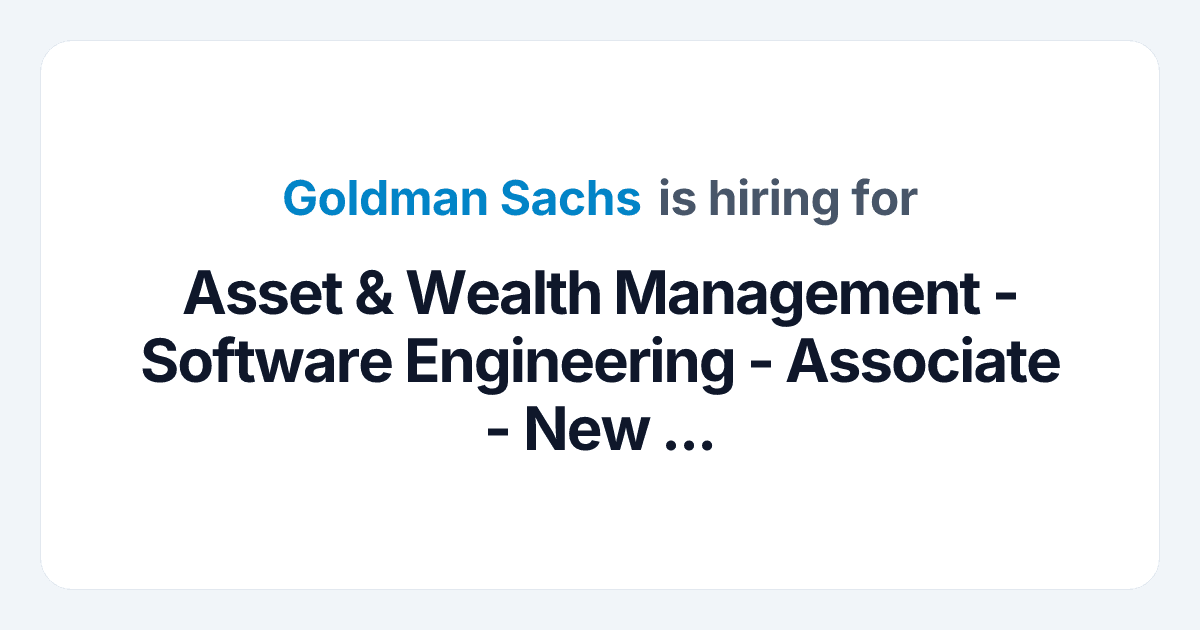 Goldman Sachs is hiring for
Asset & Wealth Management -
Software Engineering - Associate
- New ...